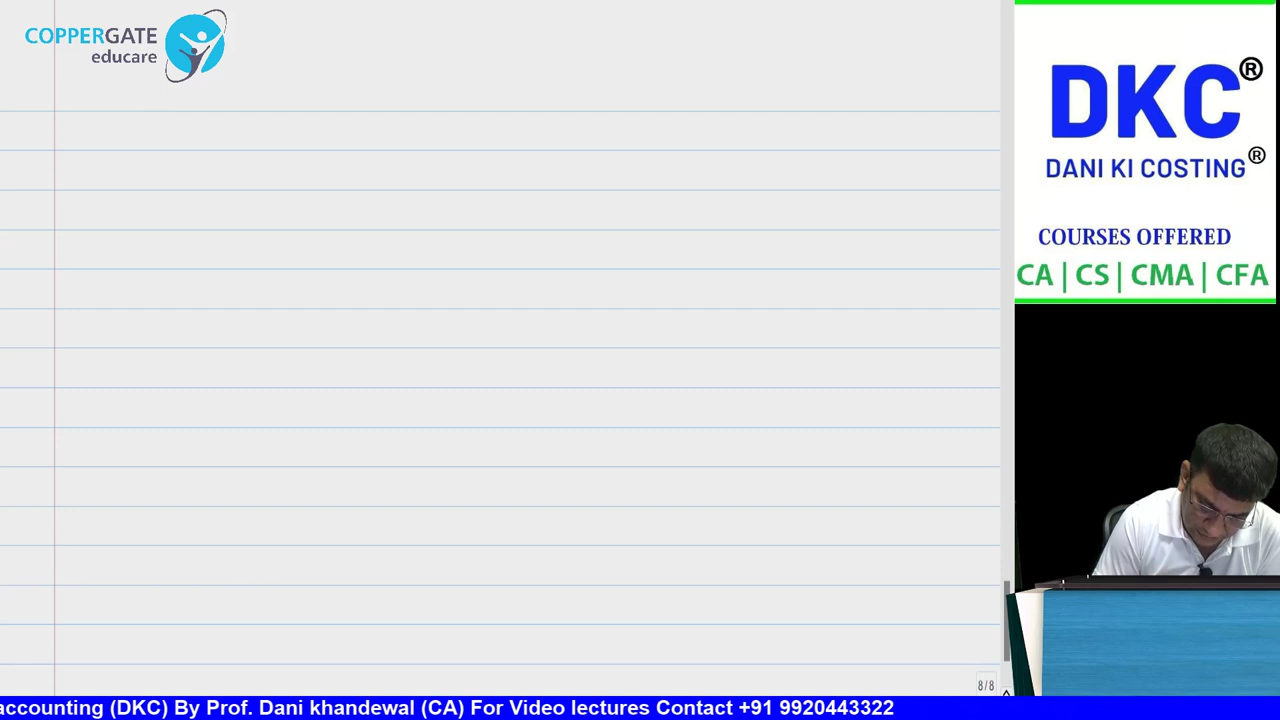 COPPERGATE
educare
DKC®
DANI KI COSTING®
COURSES OFFERED
CA | CS | CMA | CFA
8/8
accounting (DKC) By Prof. Dani khandewal (CA) For Video lectures Contact +91 9920443322